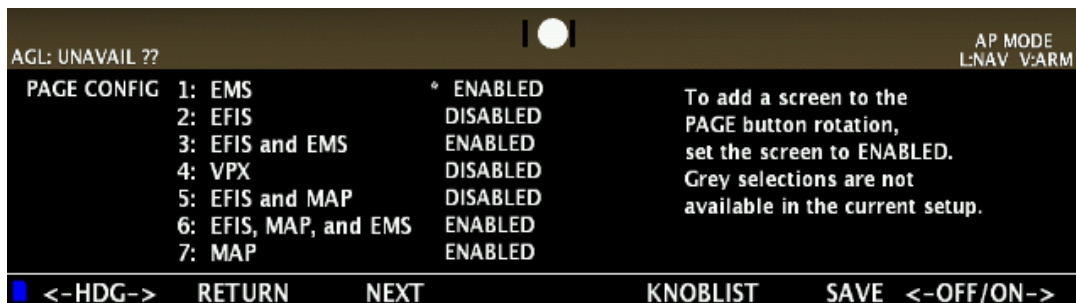 AP MODE
AGL: UNAVAIL ?? L:NAV V:ARM
PAGE CONFIG 1: EMS * ENABLED
2: EFIS DISABLED
3: EFIS and EMS ENABLED
4: VPX DISABLED
5: EFIS and MAP DISABLED
6: EFIS, MAP, and EMS ENABLED
7: MAP ENABLED
To add a screen to the
PAGE button rotation,
set the screen to ENABLED.
Grey selections are not
available in the current setup.
<-HDG-> RETURN NEXT KNOBLIST SAVE <-OFF/ON->